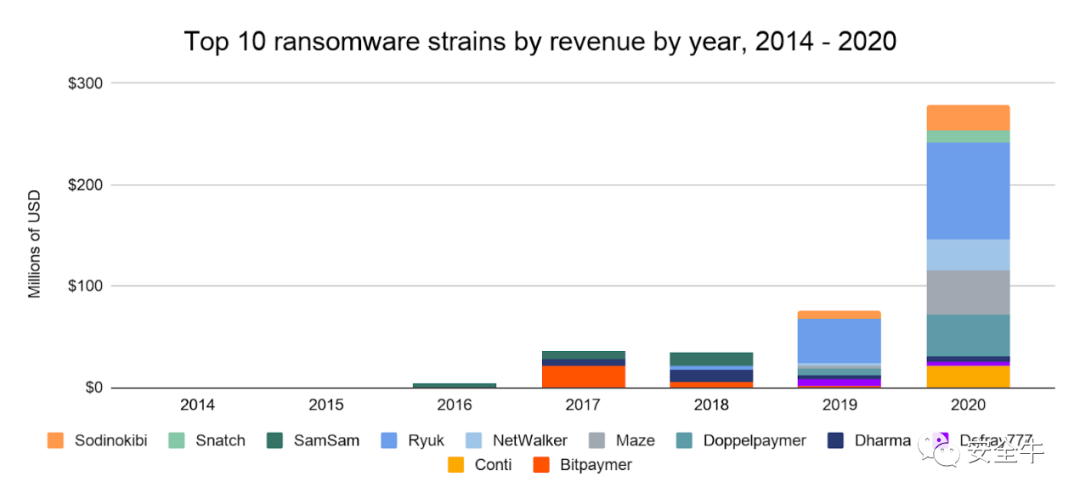 Top 10 ransomware strains by revenue by year, 2014 - 2020
Millions of USD
$300
$200
$100
$0
2014 2015 2016 2017 2018 2019 2020
Sodinokibi Snatch SamSam Ryuk NetWalker Maze Doppelpaymer Dharma Defray777
Conti Bitpaymer
安全牛